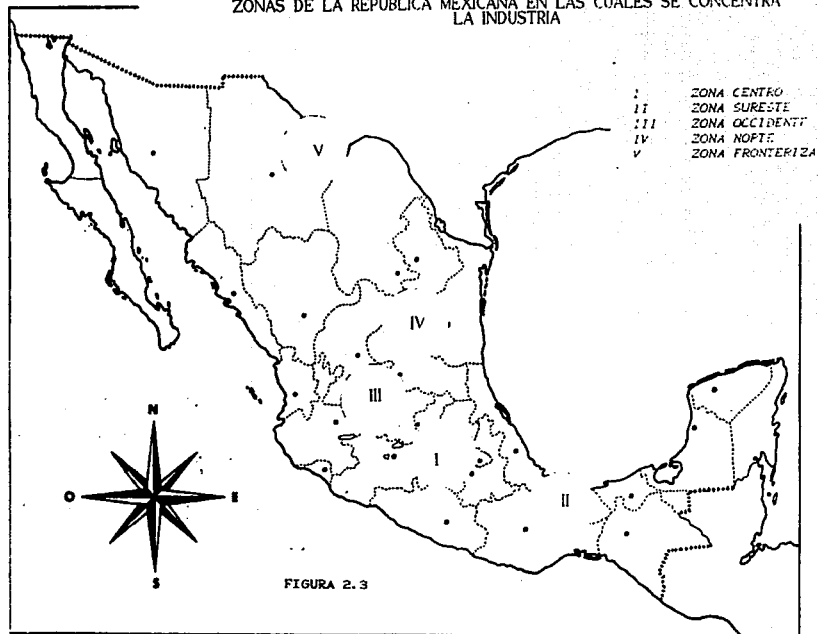 ZONAS DE LA REPUBLICA MEXICANA EN LAS CUALES SE CONCENTRA
LA INDUSTRIA
I ZONA CENTRO
II ZONA SURESTE
III ZONA OCCIDENTE
IV ZONA NOPTE
V ZONA FRONTERIZA
V
IV
III
I
II
N
O
E
S
FIGURA 2.3